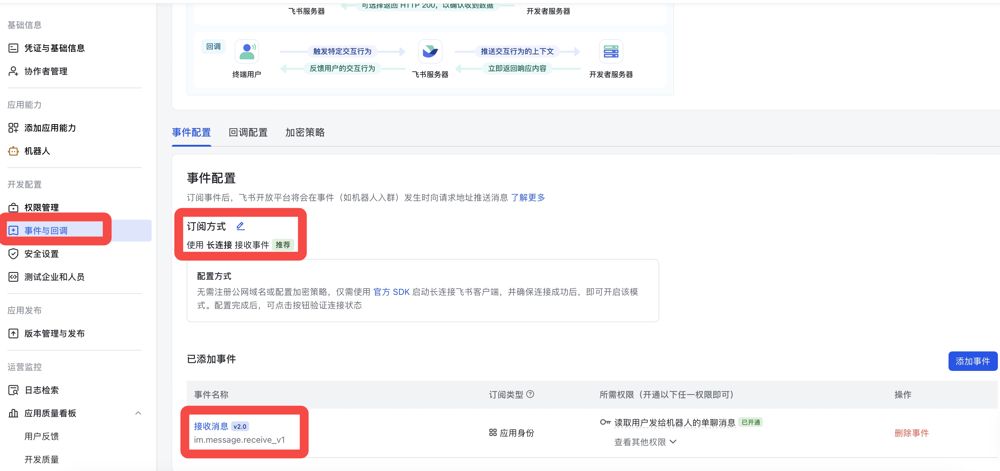 基础信息
凭证与基础信息
协作者管理
应用能力
添加应用能力
机器人
开发配置
权限管理
事件与回调
安全设置
测试企业和人员
应用发布
版本管理与发布
运营监控
日志检索
应用质量看板
用户反馈
开发质量
可选择返回 HTTP 200，以确认收到数据
飞书服务器
开发者服务器
回调
触发特定交互行为
推送交互行为的上下文
反馈用户的交互行为
立即返回响应内容
终端用户
飞书服务器
开发者服务器
事件配置 回调配置 加密策略
事件配置
订阅事件后，飞书开放平台将会在事件（如机器人入群）发生时向请求地址推送消息 了解更多
订阅方式
使用 长连接 接收事件 推荐
配置方式
无需注册公网域名或配置加密策略，仅需使用 官方 SDK 启动长连接飞书客户端，并确保连接成功后，即可开启该模
式。配置完成后，可点击按钮验证连接状态
已添加事件
添加事件
事件名称 订阅类型 所需权限（开通以下任一权限即可） 操作
接收消息 v2.0
im.message.receive_v1
应用身份
读取用户发给机器人的单聊消息 已开通
查看其他权限
删除事件